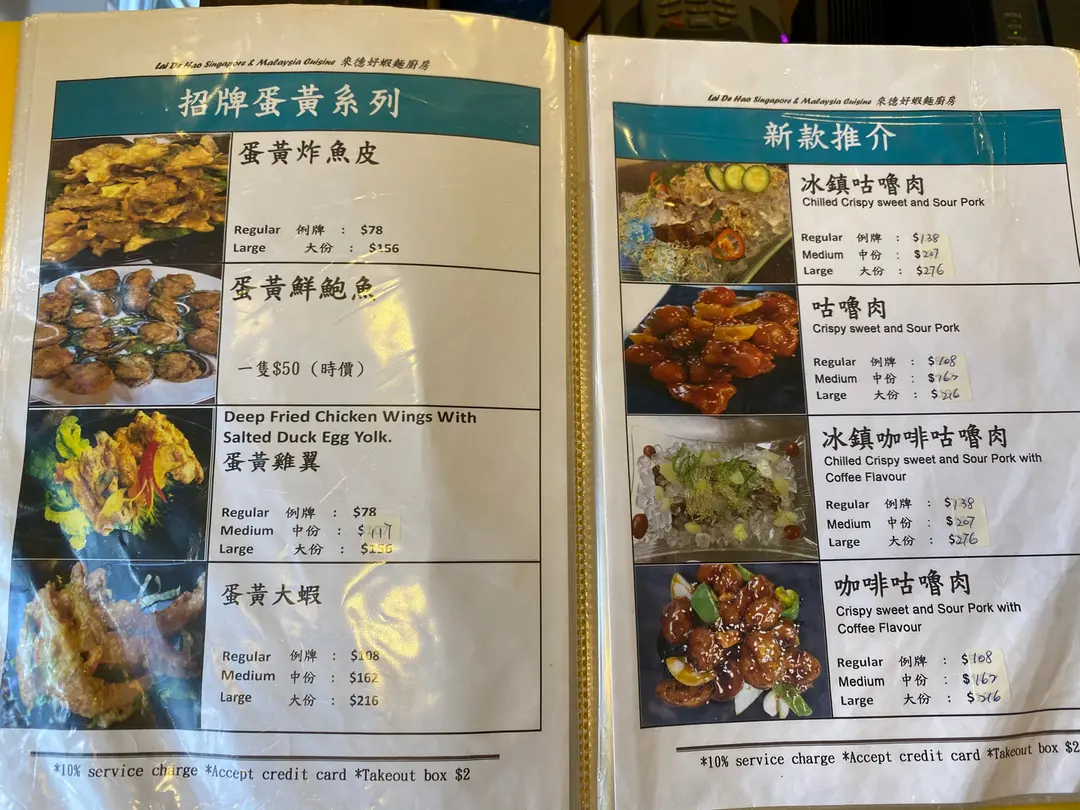 Lai De Hao Singapore & Malaysia Cuisine 來德好蝦麵廚房
招牌蛋黃系列
蛋黃炸魚皮
Regular 例牌 : $78
Large 大份 : $156
蛋黃鮮鮑魚
一隻$50 (時價)
Deep Fried Chicken Wings With
Salted Duck Egg Yolk.
蛋黃雞翼
Regular 例牌 : $78
Medium 中份 : $117
Large 大份 : $156
蛋黃大蝦
Regular 例牌 : $108
Medium 中份 : $162
Large 大份 : $216
*10% service charge *Accept credit card *Takeout box $2
Lai De Hao Singapore & Malaysia Cuisine 來德好蝦麵廚房
新款推介
冰鎮咕嚕肉
Chilled Crispy sweet and Sour Pork
Regular 例牌 : $138
Medium 中份 : $207
Large 大份 : $276
咕嚕肉
Crispy sweet and Sour Pork
Regular 例牌 : $108
Medium 中份 : $162
Large 大份 : $216
冰鎮咖啡咕嚕肉
Chilled Crispy sweet and Sour Pork with
Coffee Flavour
Regular 例牌 : $138
Medium 中份 : $207
Large 大份 : $276
咖啡咕嚕肉
Crispy sweet and Sour Pork with
Coffee Flavour
Regular 例牌 : $108
Medium 中份 : $162
Large 大份 : $216
*10% service charge *Accept credit card *Takeout box $2